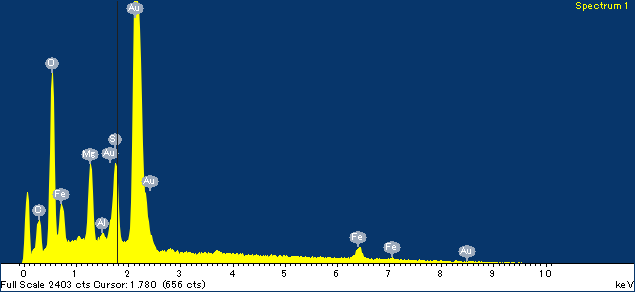 Spectrum 1
Au
O
Si
Mg Au
Au
Fe
O
Al
Fe
Fe
Au
0 1 2 3 4 5 6 7 8 9 10
Full Scale 2403 cts Cursor: 1.780 (656 cts) keV